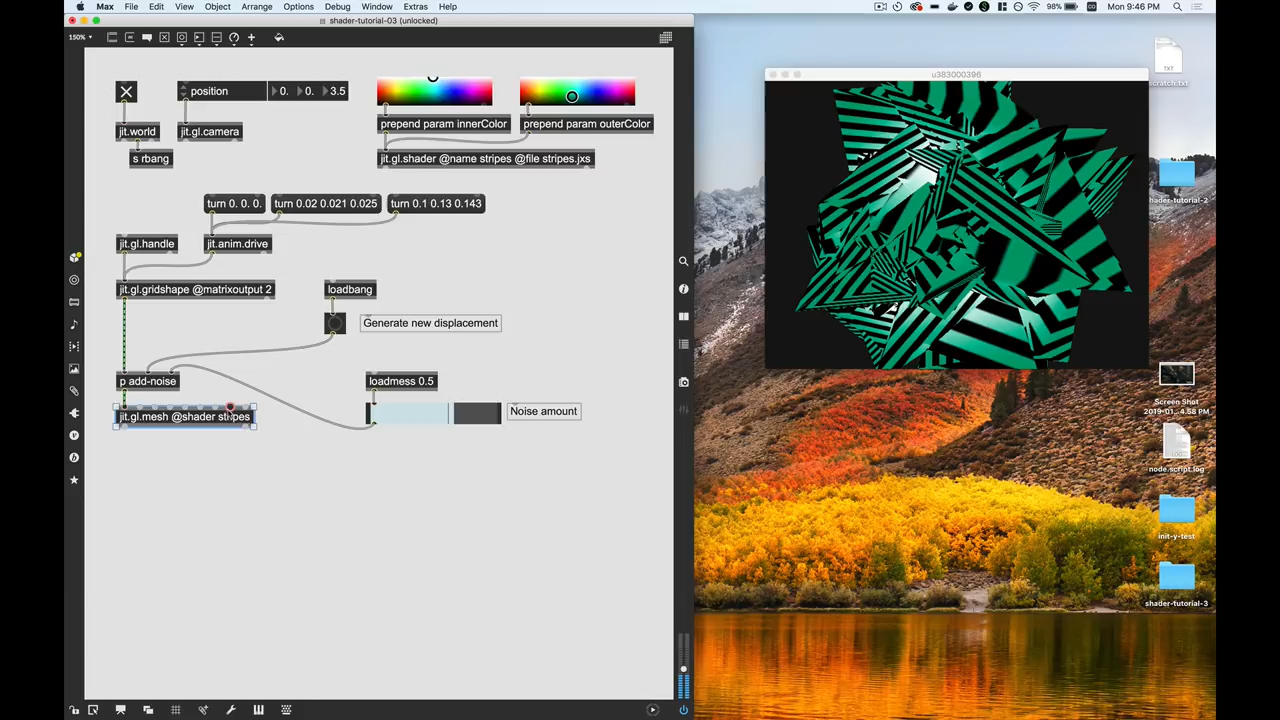 Max File Edit View Object Arrange Options Debug Window Extras Help
98% Mon 9:46 PM
shader-tutorial-03 (unlocked)
150%
u383000396
position 0. 0. 3.5
prepend param innerColor prepend param outerColor
jit.world jit.gl.camera
s rbang jit.gl.shader @name stripes @file stripes.jxs
turn 0. 0. 0. turn 0.02 0.021 0.025 turn 0.1 0.13 0.143
jit.gl.handle jit.anim.drive
jit.gl.gridshape @matrixoutput 2 loadbang
Generate new displacement
p add-noise loadmess 0.5
jit.gl.mesh @shader stripes Noise amount
TXT
scratch.txt
shader-tutorial-2
Screen Shot
LOG
node.script.log
init-y-test
shader-tutorial-3